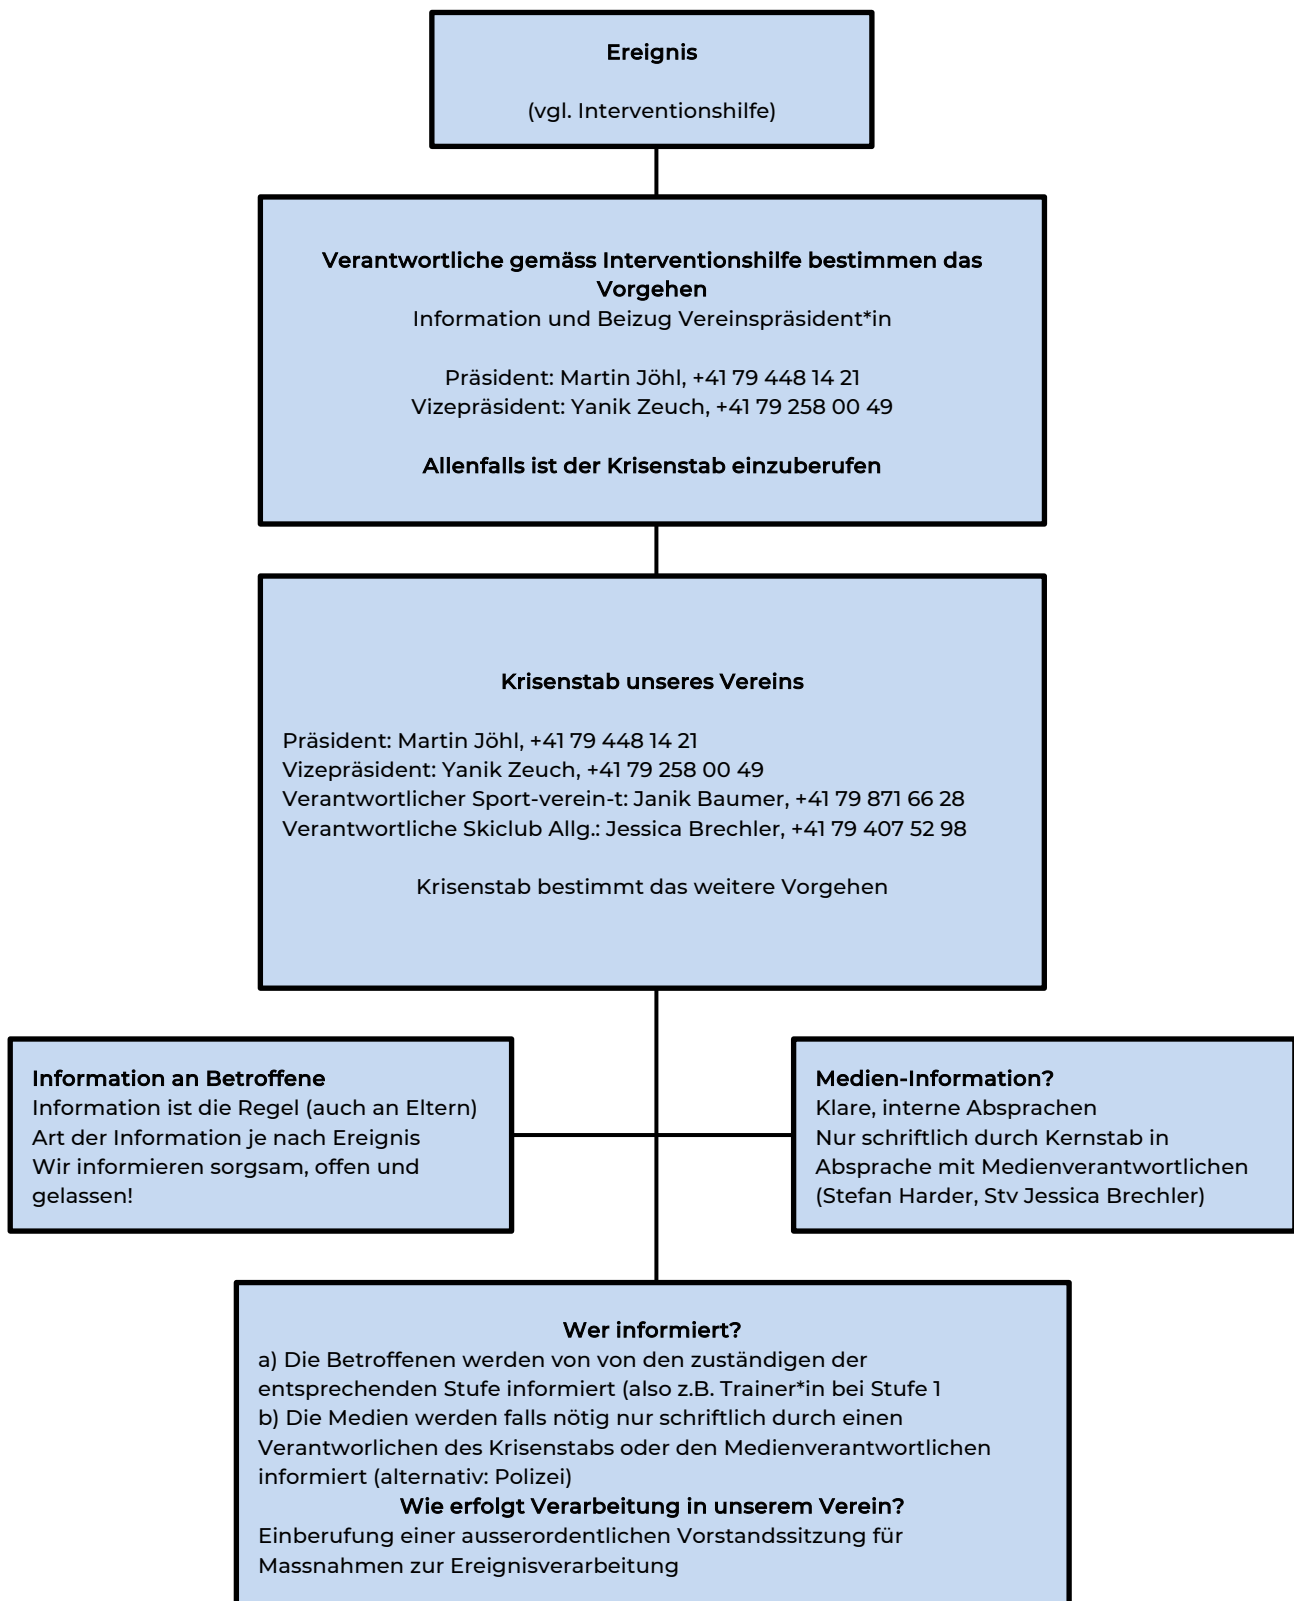 Ereignis
(vgl. Interventionshilfe)
Verantwortliche gemäss Interventionshilfe bestimmen das
Vorgehen
Information und Beizug Vereinspräsident*in
Präsident: Martin Jöhl, +41 79 448 14 21
Vizepräsident: Yanik Zeuch, +41 79 258 00 49
Allenfalls ist der Krisenstab einzuberufen
Krisenstab unseres Vereins
Präsident: Martin Jöhl, +41 79 448 14 21
Vizepräsident: Yanik Zeuch, +41 79 258 00 49
Verantwortlicher Sport-verein-t: Janik Baumer, +41 79 871 66 28
Verantwortliche Skiclub Allg.: Jessica Brechler, +41 79 407 52 98
Krisenstab bestimmt das weitere Vorgehen
Information an Betroffene
Information ist die Regel (auch an Eltern)
Art der Information je nach Ereignis
Wir informieren sorgsam, offen und
gelassen!
Medien-Information?
Klare, interne Absprachen
Nur schriftlich durch Kernstab in
Absprache mit Medienverantwortlichen
(Stefan Harder, Stv Jessica Brechler)
Wer informiert?
a) Die Betroffenen werden von von den zuständigen der
entsprechenden Stufe informiert (also z.B. Trainer*in bei Stufe 1
b) Die Medien werden falls nötig nur schriftlich durch einen
Verantworlichen des Krisenstabs oder den Medienverantwortlichen
informiert (alternativ: Polizei)
Wie erfolgt Verarbeitung in unserem Verein?
Einberufung einer ausserordentlichen Vorstandssitzung für
Massnahmen zur Ereignisverarbeitung